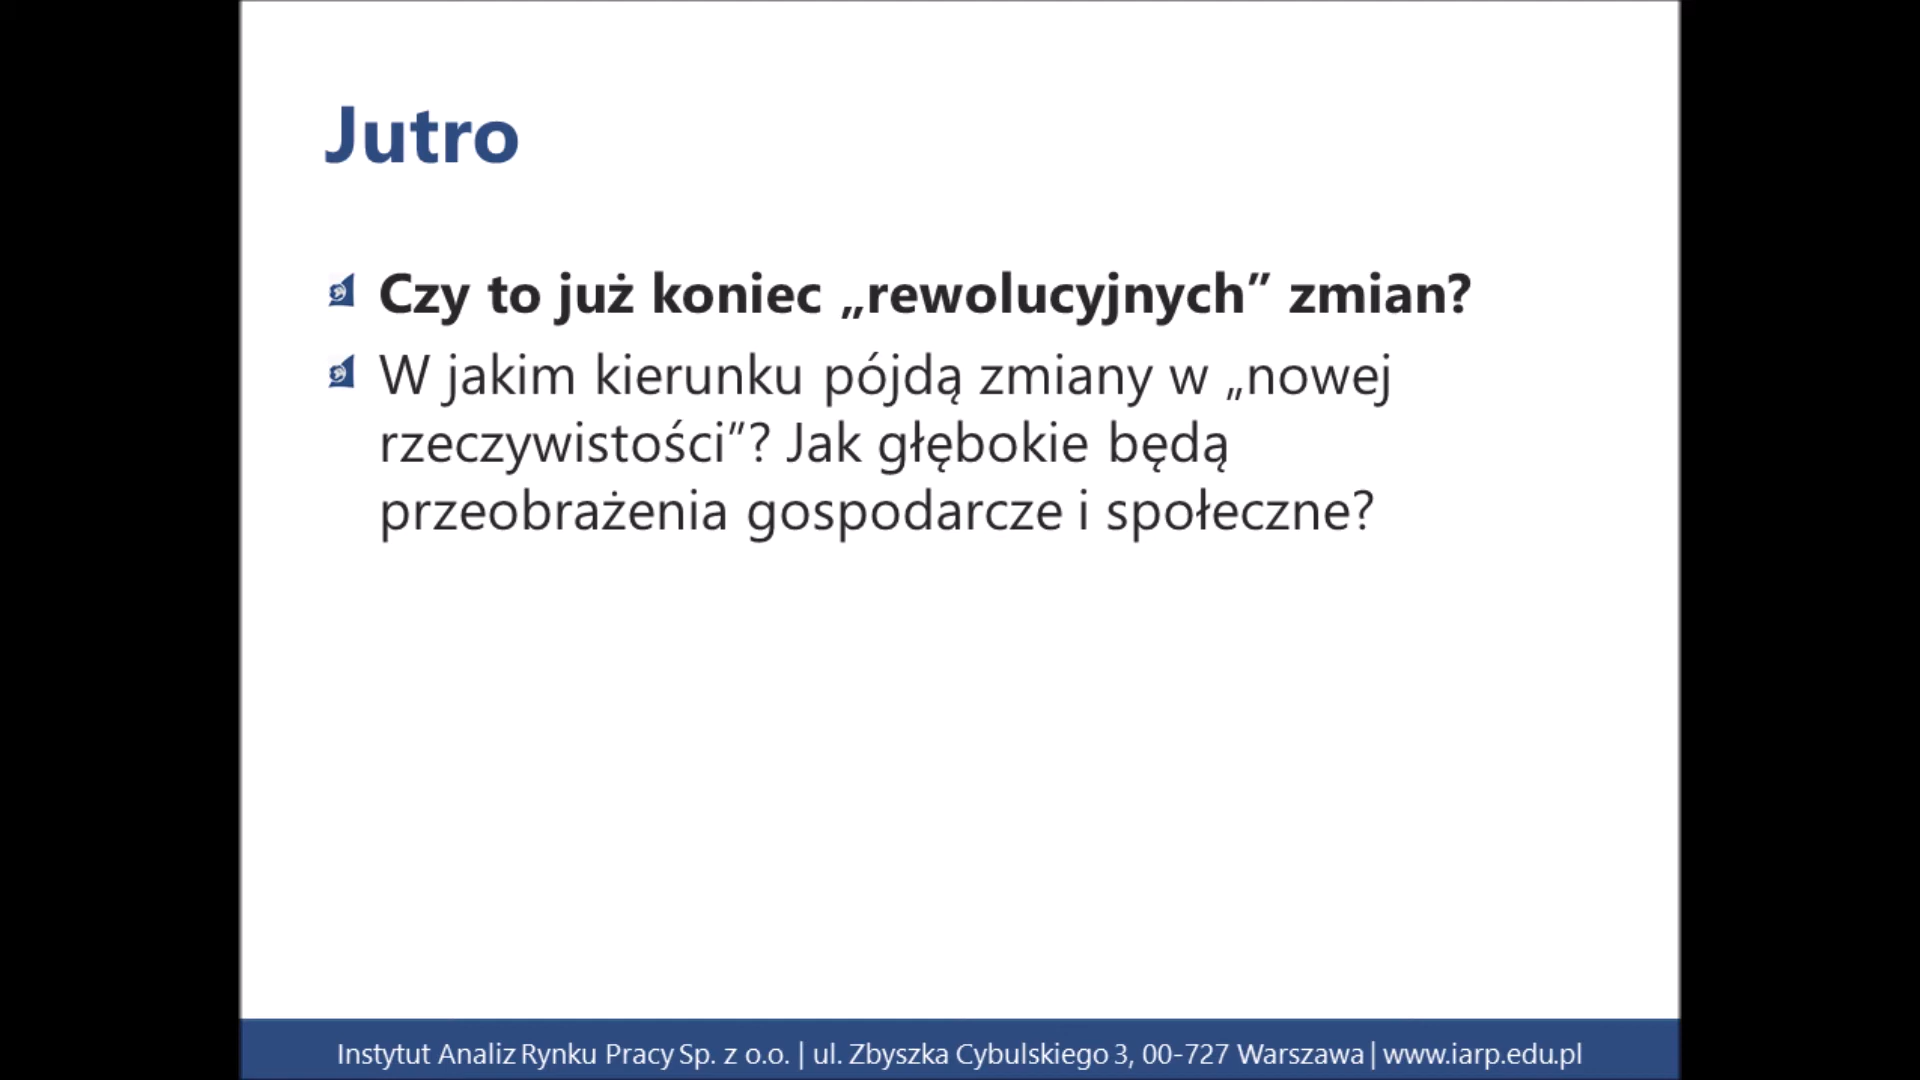 Jutro
Czy to już koniec „rewolucyjnych” zmian?
W jakim kierunku pójdą zmiany w „nowej
rzeczywistości”? Jak głębokie będą
przeobrażenia gospodarcze i społeczne?
Instytut Analiz Rynku Pracy Sp. z o.o. | ul. Zbyszka Cybulskiego 3, 00-727 Warszawa | www.iarp.edu.pl